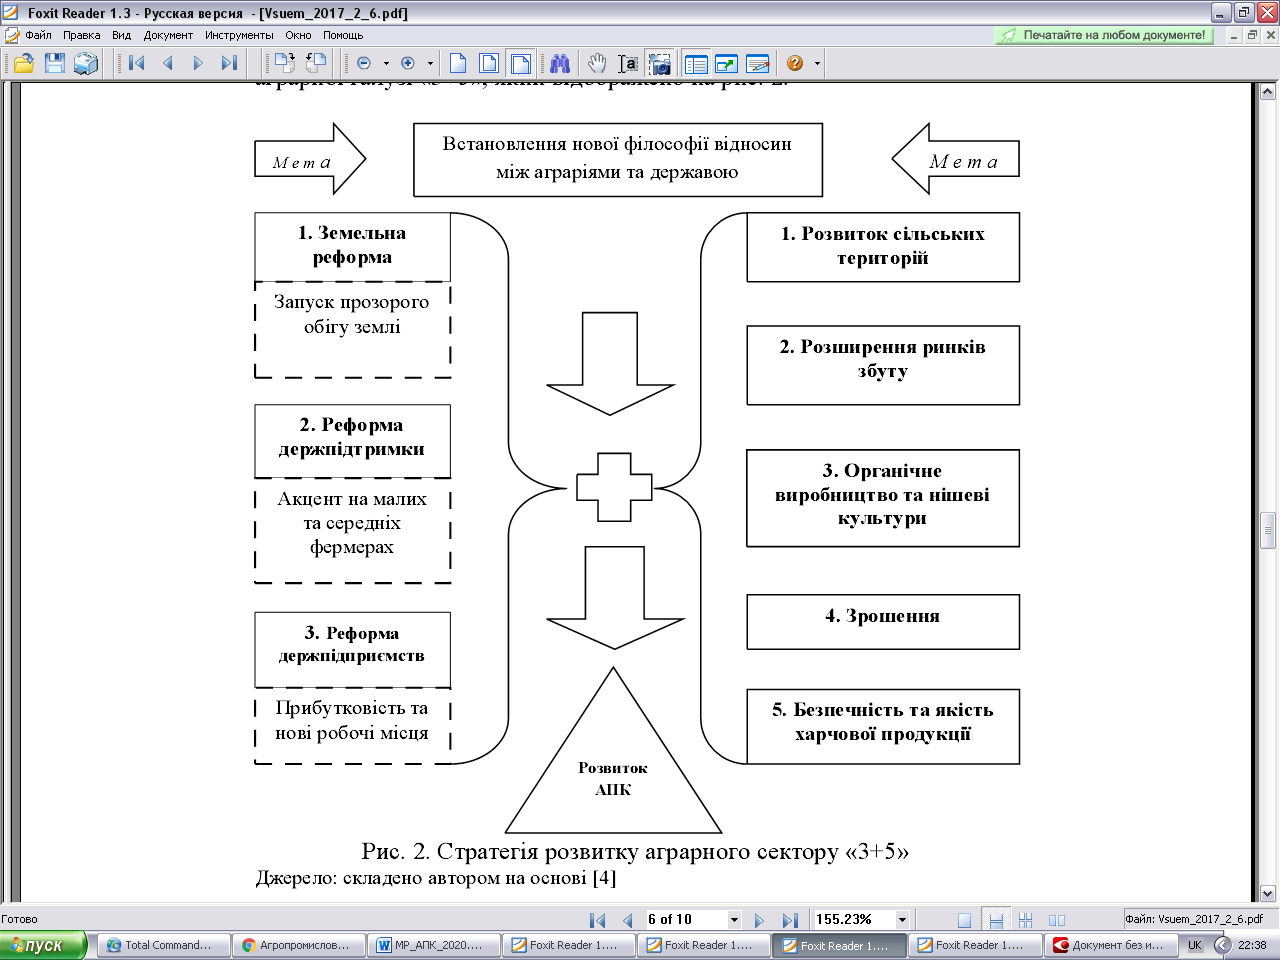 Foxit Reader 1.3 - Русская версия - [Vsuem_2017_2_6.pdf]
Файл Правка Вид Документ Инструменты Окно Помощь
Печатайте на любом документе!
Мета
Встановлення нової філософії відносин
між аграріями та державою
Мета
1. Земельна
реформа
Запуск прозорого
обігу землі
2. Реформа
держпідтримки
Акцент на малих
та середніх
фермерах
3. Реформа
держпідприємств
Прибутковість та
нові робочі місця
1. Розвиток сільських
територій
2. Розширення ринків
збуту
3. Органічне
виробництво та нішеві
культури
4. Зрошення
5. Безпечність та якість
харчової продукції
Розвиток
АПК
Рис. 2. Стратегія розвитку аграрного сектору «3+5»
Джерело: складено автором на основі [4]
Готово
6 of 10
155.23%
Файл: Vsuem_2017_2_6.pdf
пуск
Total Command...
Агропромислов...
МР_АПК_2020....
Foxit Reader 1....
Foxit Reader 1....
Foxit Reader 1....
Foxit Reader 1....
Документ без и...
UK
22:38